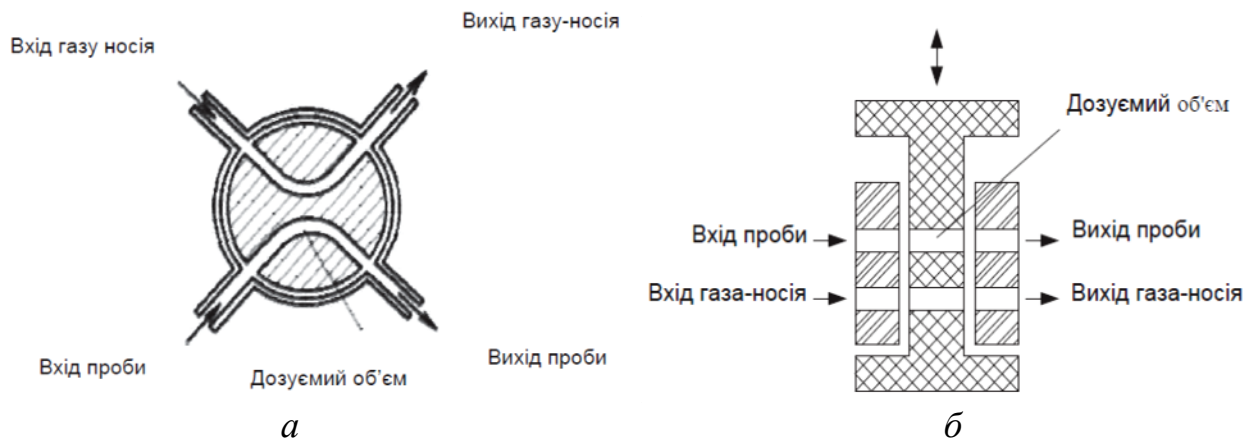 Вхід газу носія
Вихід газу-носія
Вхід проби
Дозуємий об'єм
Вихід проби
а
Дозуємий об'єм
Вхід проби
Вихід проби
Вхід газа-носія
Вихід газа-носія
б